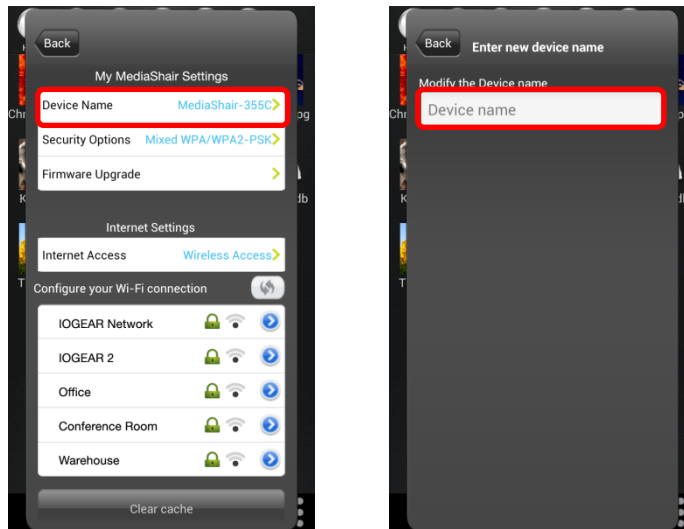 Back
My MediaShair Settings
Device Name MediaShair-355C
Security Options Mixed WPA/WPA2-PSK
Firmware Upgrade
Internet Settings
Internet Access Wireless Access
Configure your Wi-Fi connection
IOGEAR Network
IOGEAR 2
Office
Conference Room
Warehouse
Clear cache
Back Enter new device name
Modify the Device name
Device name